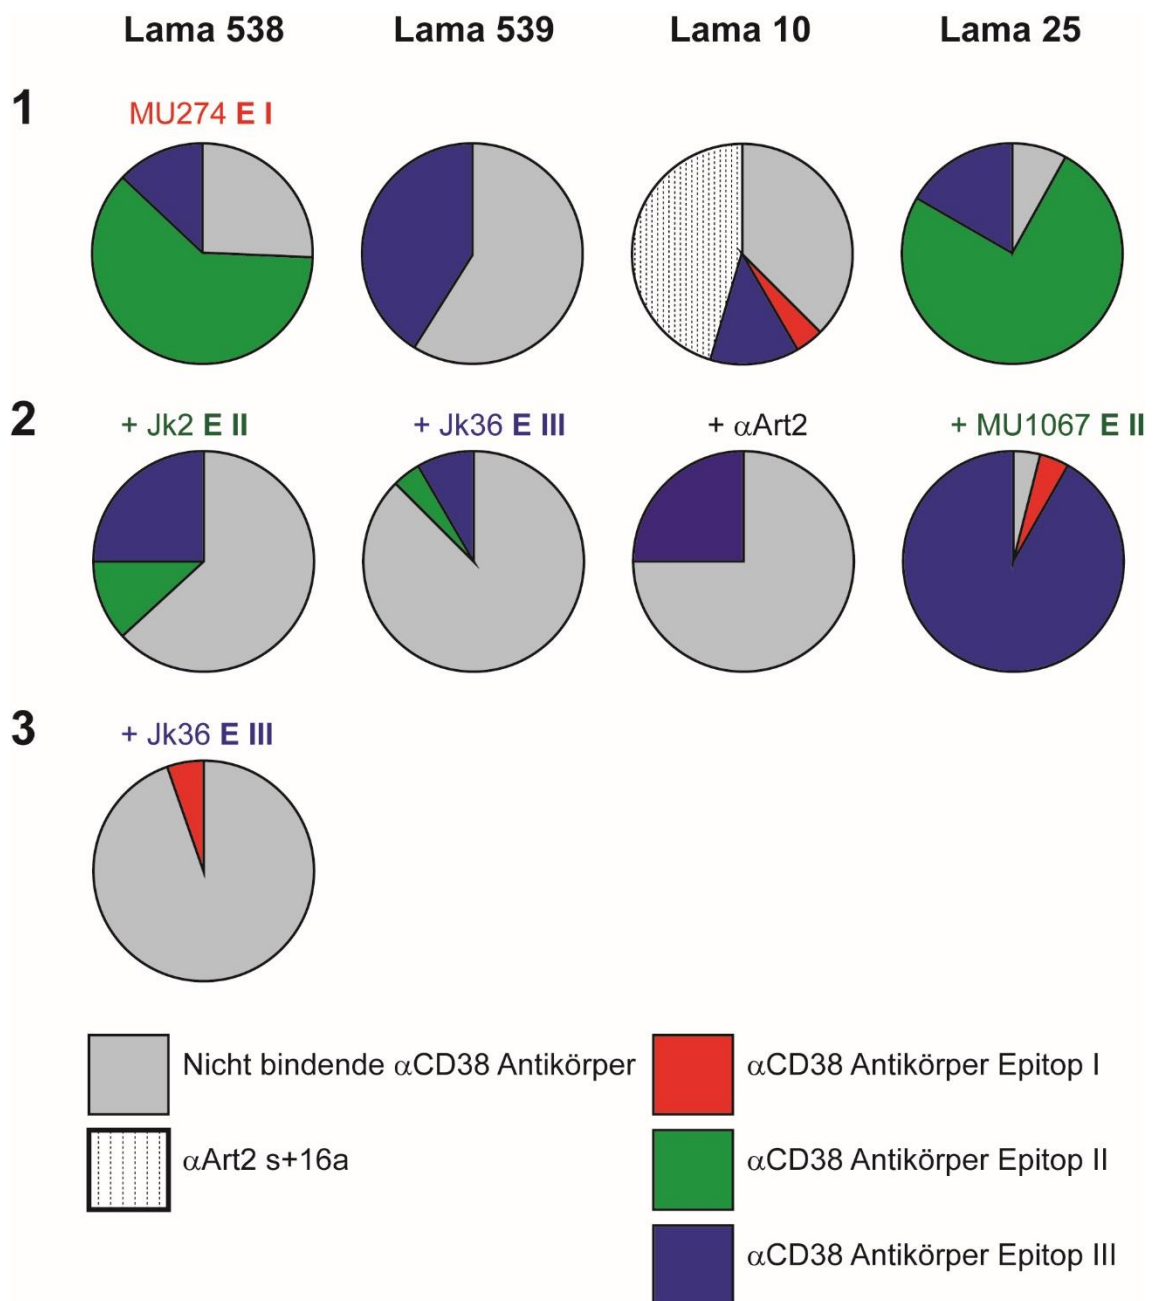 Lama 538 Lama 539 Lama 10 Lama 25
1
MU274 E I
2
+ Jk2 E II + Jk36 E III + αArt2 + MU1067 E II
3
+ Jk36 E III
Nicht bindende αCD38 Antikörper
αCD38 Antikörper Epitop I
αArt2 s+16a
αCD38 Antikörper Epitop II
αCD38 Antikörper Epitop III